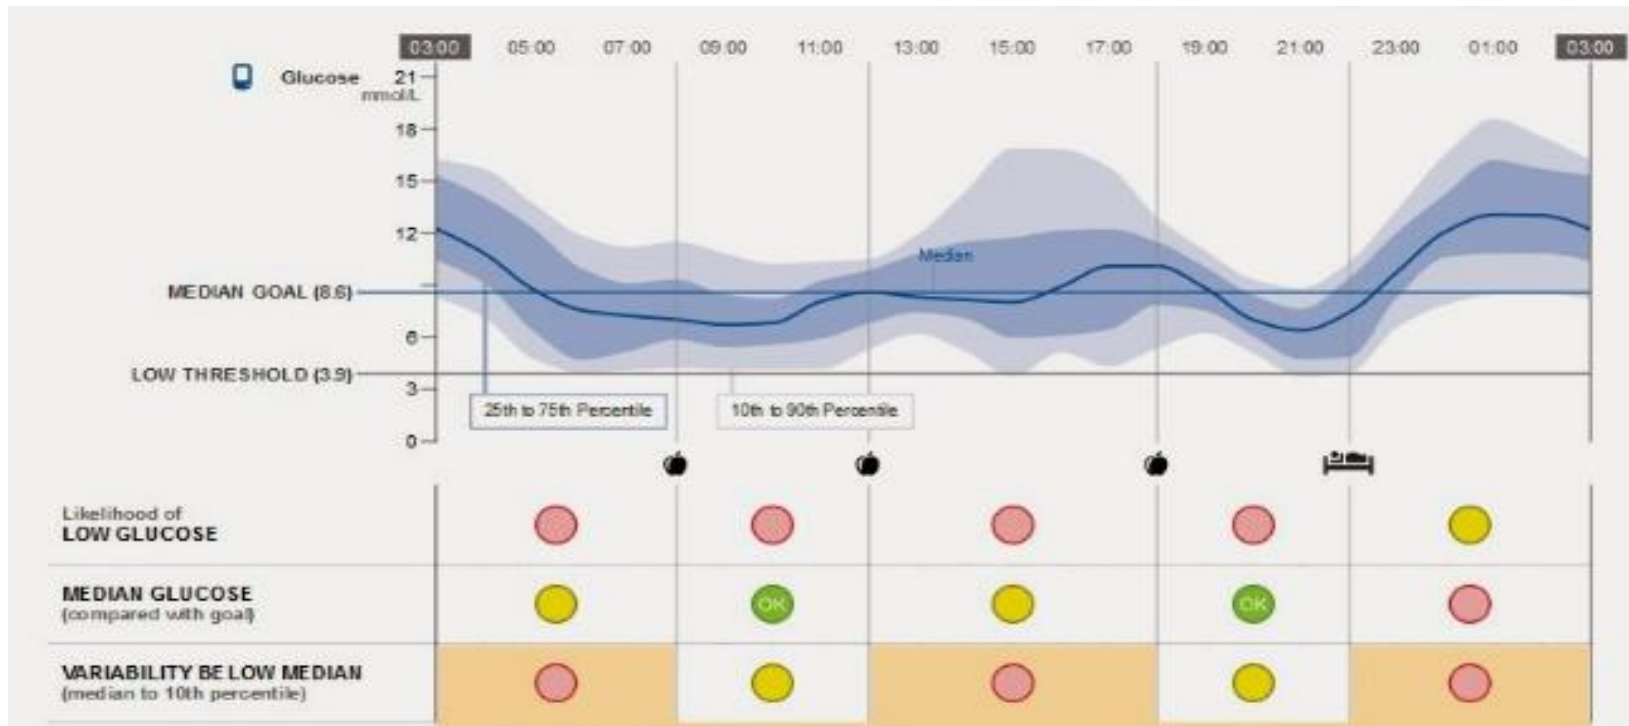 03:00 05:00 07:00 09:00 11:00 13:00 15:00 17:00 19:00 21:00 23:00 01:00 03:00
Glucose 21
mmol/L
18
15
12
Median
MEDIAN GOAL (8.6)
6
LOW THRESHOLD (3.9)
3
25th to 75th Percentile 10th to 90th Percentile
0
Likelihood of
LOW GLUCOSE
MEDIAN GLUCOSE
(compared with goal)
OK OK
VARIABILITY BELOW MEDIAN
(median to 10th percentile)